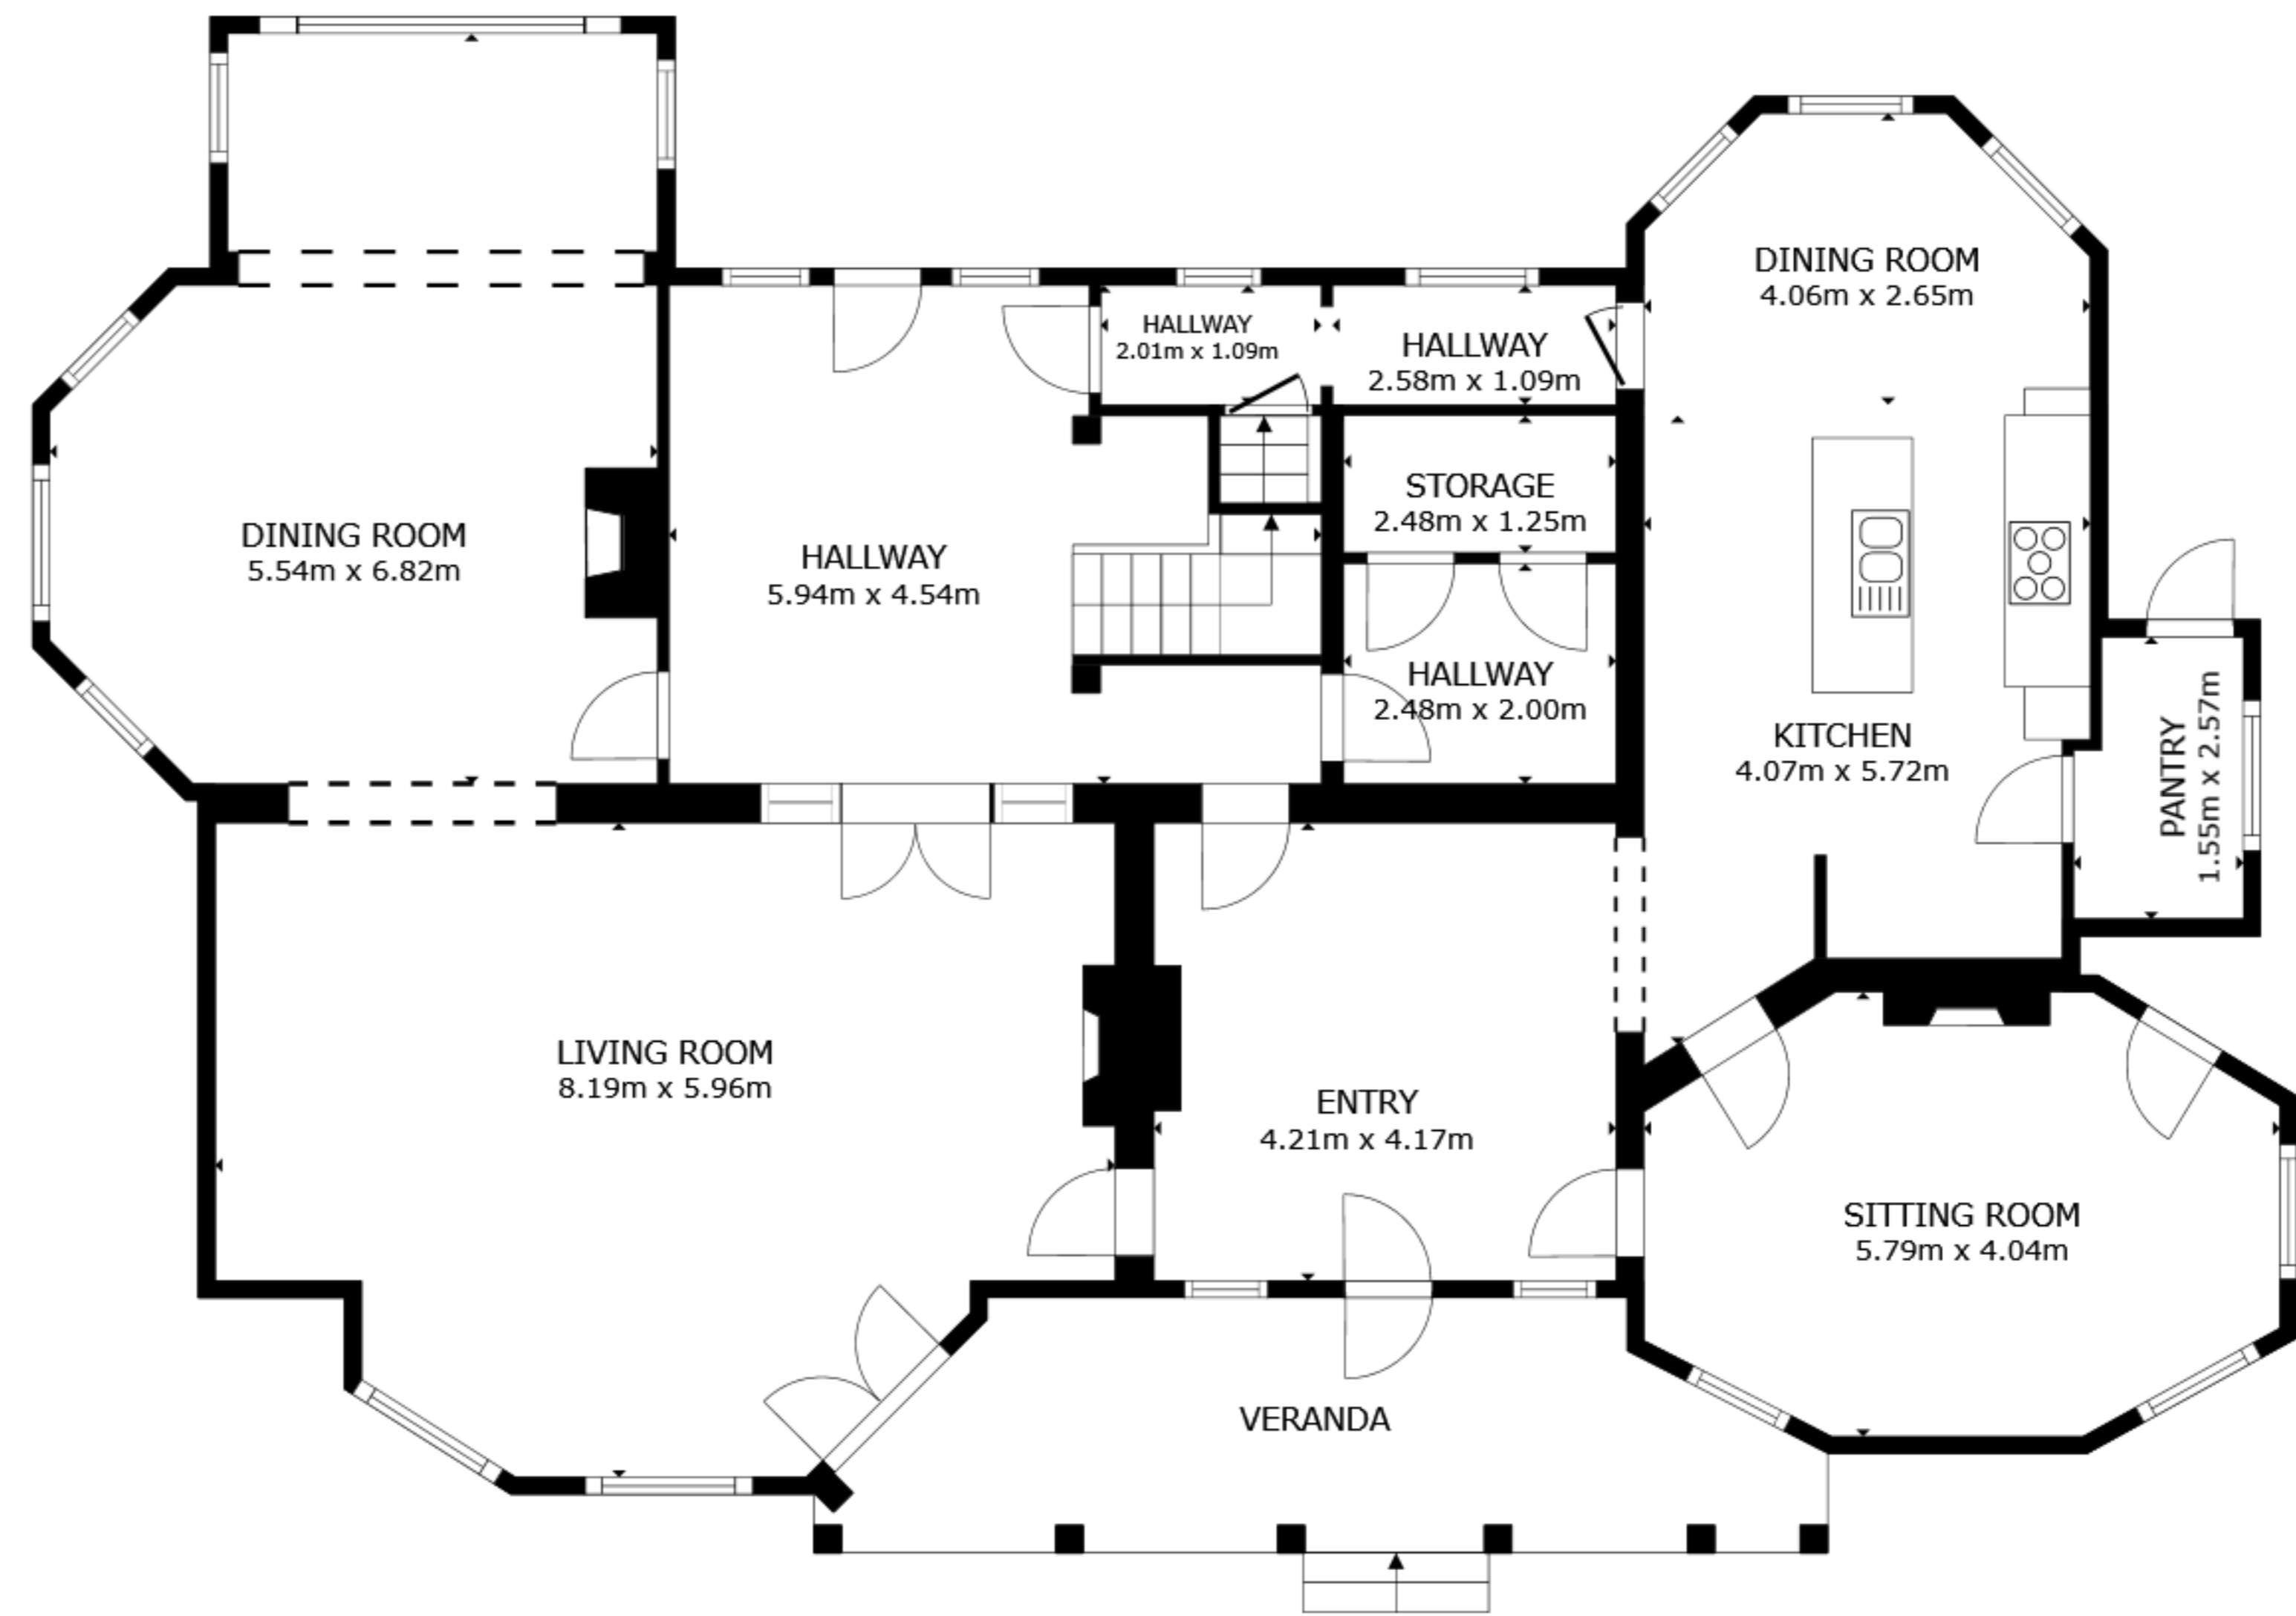 DINING ROOM
4.06m x 2.65m
HALLWAY
2.01m x 1.09m
HALLWAY
2.58m x 1.09m
STORAGE
2.48m x 1.25m
DINING ROOM
5.54m x 6.82m
HALLWAY
5.94m x 4.54m
HALLWAY
2.48m x 2.00m
KITCHEN
4.07m x 5.72m
PANTRY
1.55m x 2.57m
LIVING ROOM
8.19m x 5.96m
ENTRY
4.21m x 4.17m
SITTING ROOM
5.79m x 4.04m
VERANDA